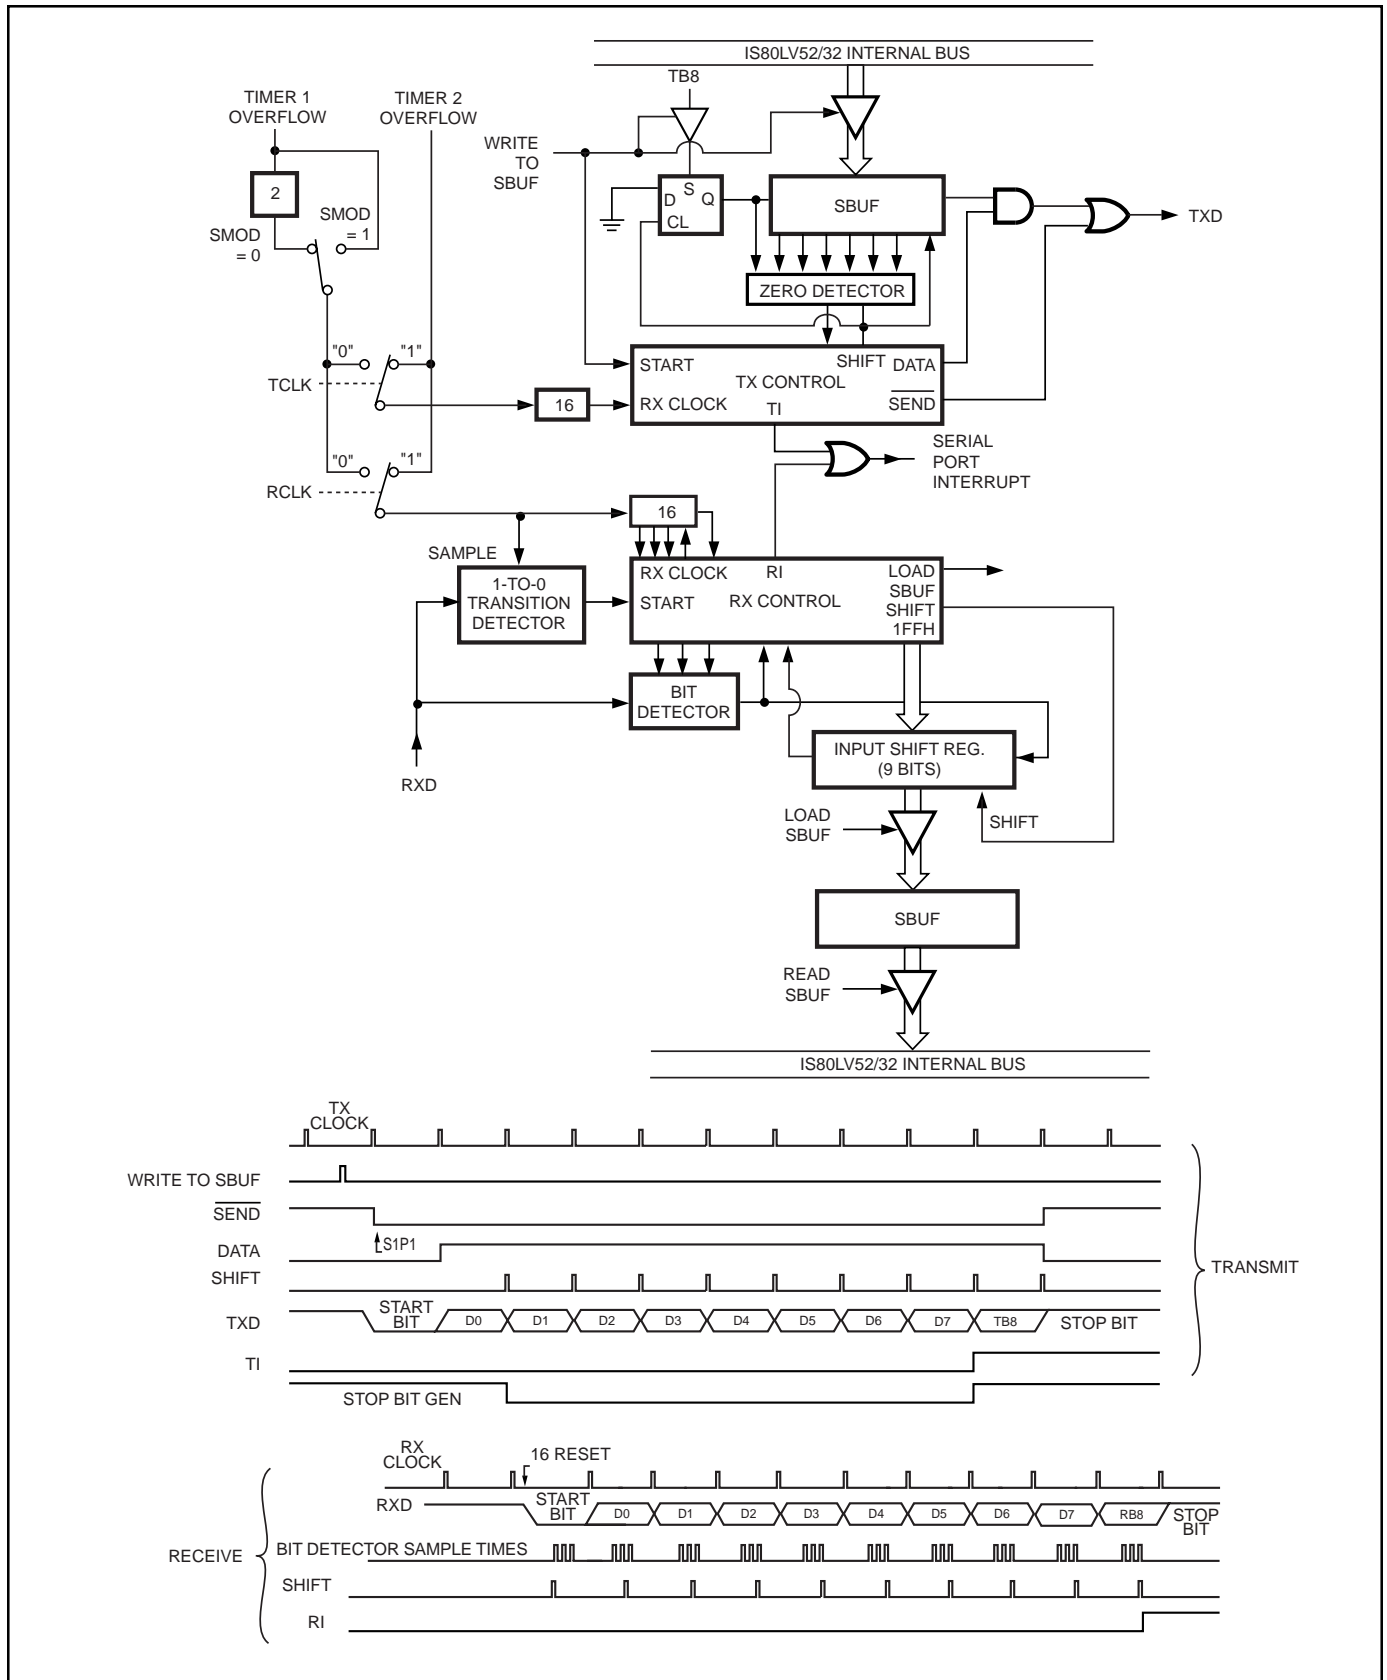 IS80LV52/32 INTERNAL BUS
TB8
TIMER 1
OVERFLOW
TIMER 2
OVERFLOW
WRITE
TO
SBUF
2
SMOD
= 1
SMOD
= 0
S
D
Q
CL
SBUF
TXD
ZERO DETECTOR
"0"
"1"
TCLK
START
SHIFT
DATA
TX CONTROL
16
RX CLOCK
TI
SEND
SERIAL
PORT
INTERRUPT
"0"
"1"
RCLK
16
SAMPLE
1-TO-0
TRANSITION
DETECTOR
RX CLOCK
RI
LOAD
SBUF
START
RX CONTROL
SHIFT
1FFH
BIT
DETECTOR
INPUT SHIFT REG.
(9 BITS)
RXD
LOAD
SBUF
SHIFT
SBUF
READ
SBUF
IS80LV52/32 INTERNAL BUS
TX
CLOCK
WRITE TO SBUF
SEND
S1P1
DATA
SHIFT
TRANSMIT
TXD
START
BIT
D0
D1
D2
D3
D4
D5
D6
D7
TB8
STOP BIT
TI
STOP BIT GEN
RX
CLOCK
16 RESET
RXD
START
BIT
D0
D1
D2
D3
D4
D5
D6
D7
RB8
STOP
BIT
RECEIVE
BIT DETECTOR SAMPLE TIMES
SHIFT
RI